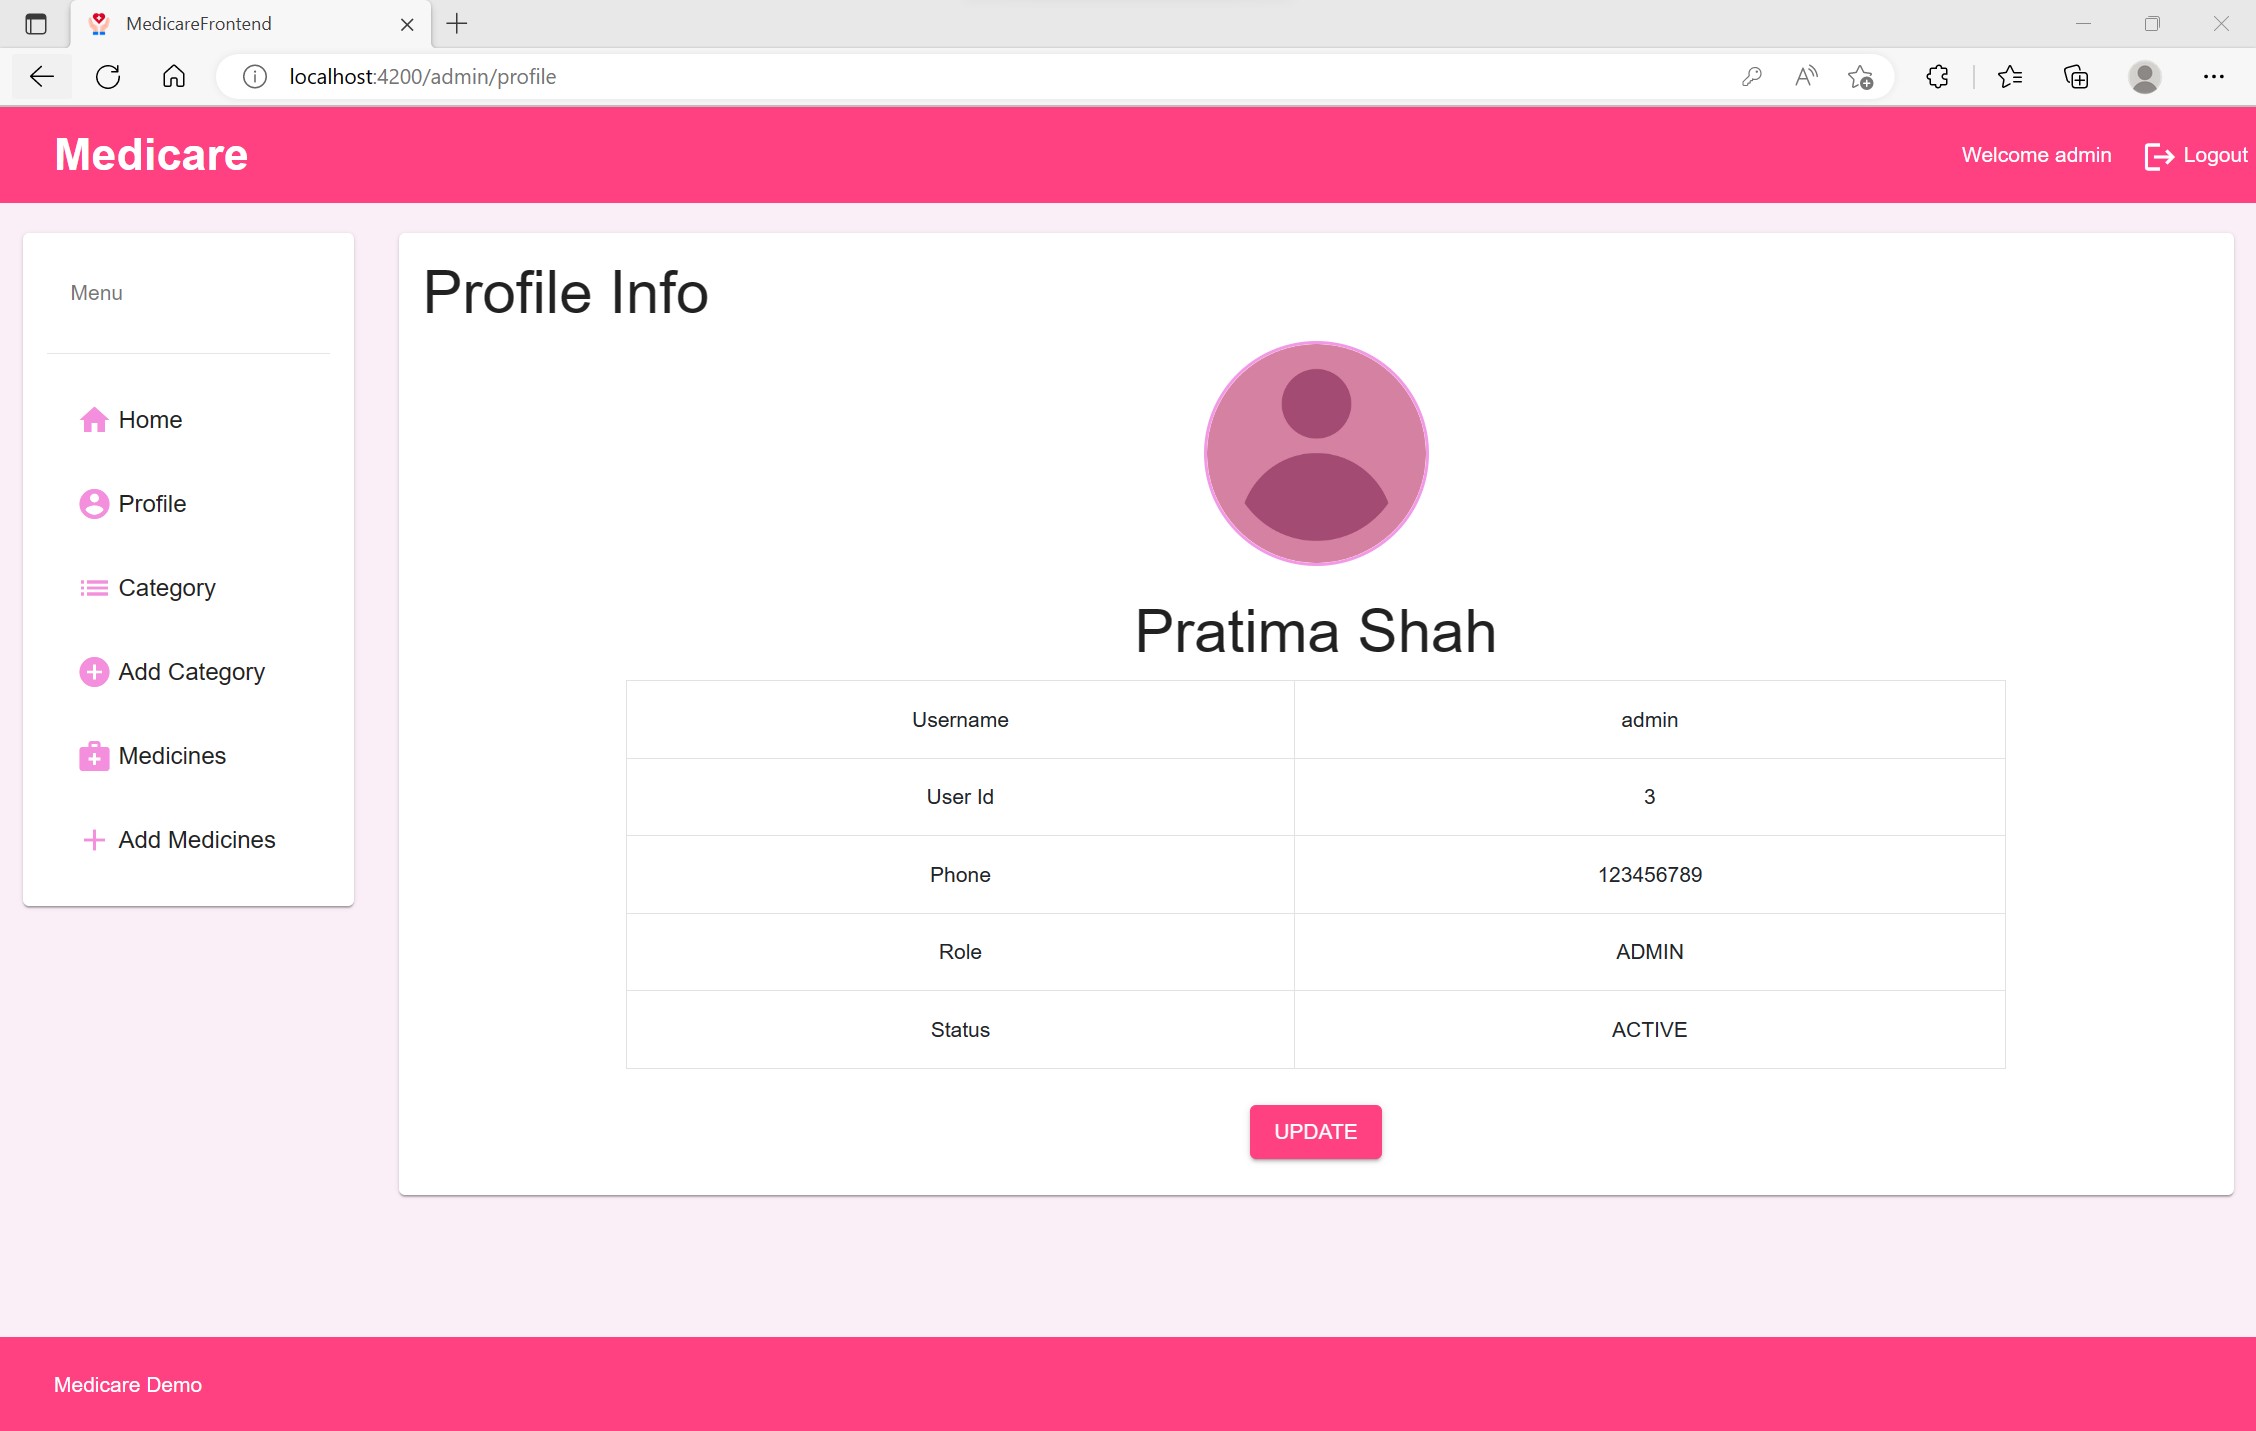 MedicareFrontend
localhost:4200/admin/profile
Medicare
Welcome admin
Logout
Menu
Home
Profile
Category
Add Category
Medicines
Add Medicines
Profile Info
Pratima Shah
Username admin
User Id 3
Phone 123456789
Role ADMIN
Status ACTIVE
UPDATE
Medicare Demo